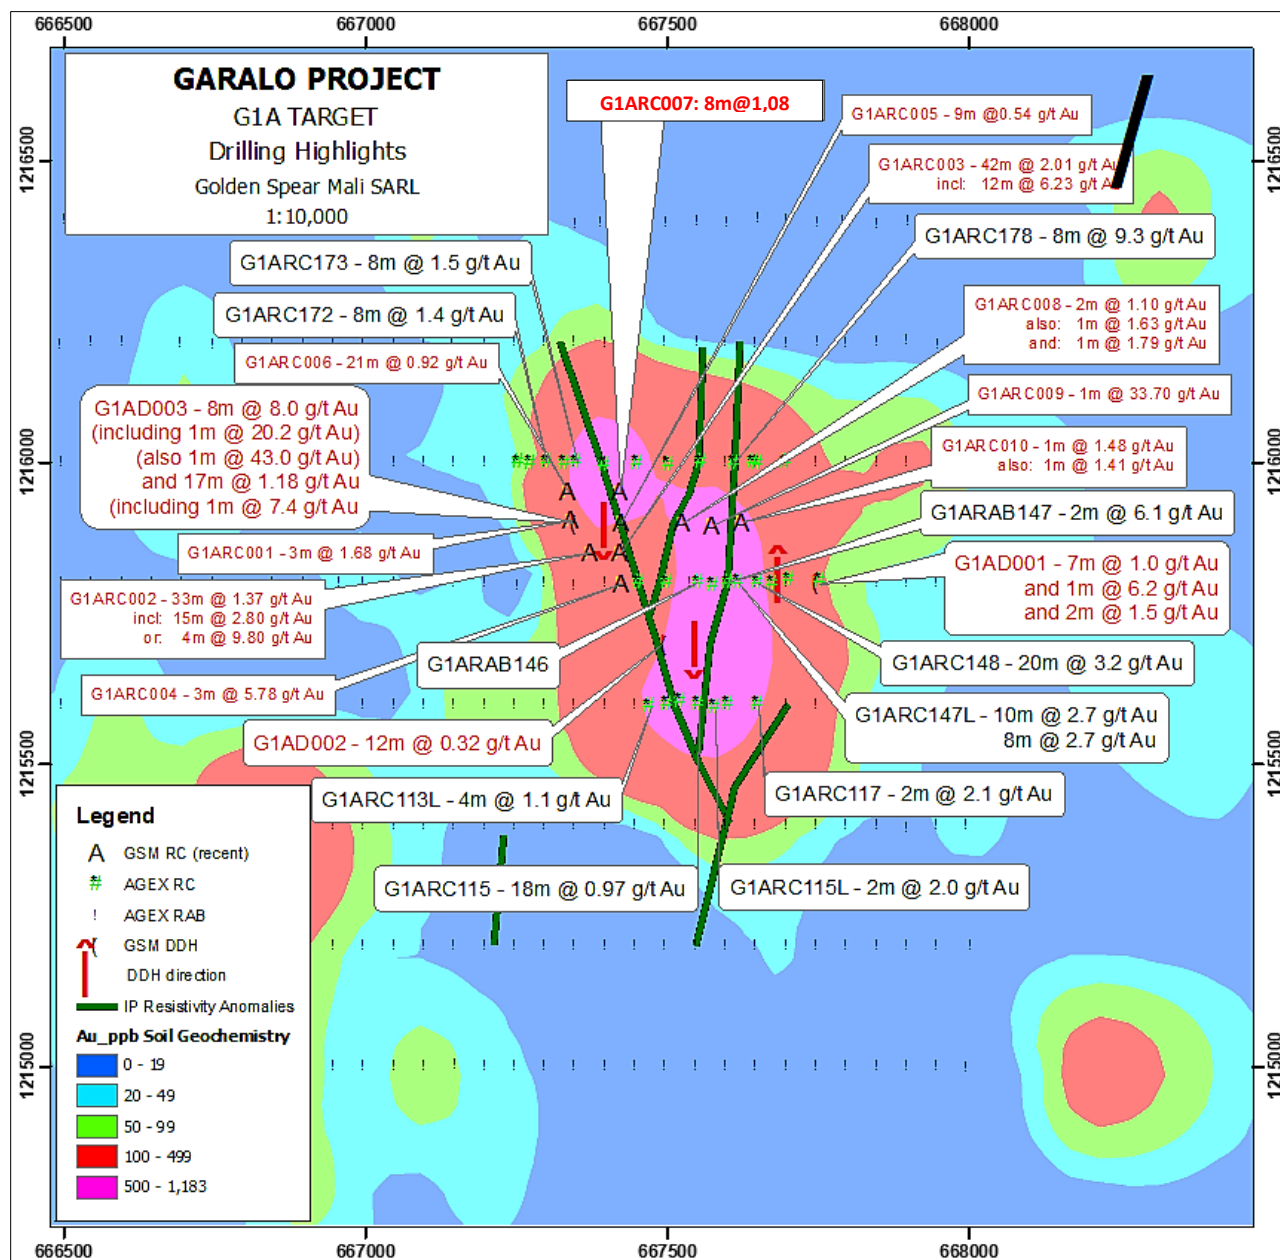 666500 667000 667500 668000
GARALO PROJECT
G1A TARGET
Drilling Highlights
Golden Spear Mali SARL
1:10,000
G1ARC007: 8m@1,08
G1ARC005 - 9m @0.54 g/t Au
G1ARC003 - 42m @ 2.01 g/t Au
incl: 12m @ 6.23 g/t A
G1ARC178 - 8m @ 9.3 g/t Au
G1ARC173 - 8m @ 1.5 g/t Au
G1ARC172 - 8m @ 1.4 g/t Au
G1ARC006 - 21m @ 0.92 g/t Au
G1ARC008 - 2m @ 1.10 g/t Au
also: 1m @ 1.63 g/t Au
and: 1m @ 1.79 g/t Au
G1AD003 - 8m @ 8.0 g/t Au
(including 1m @ 20.2 g/t Au)
(also 1m @ 43.0 g/t Au)
and 17m @ 1.18 g/t Au
(including 1m @ 7.4 g/t Au)
G1ARC009 - 1m @ 33.70 g/t Au
G1ARC010 - 1m @ 1.48 g/t Au
also: 1m @ 1.41 g/t Au
G1ARAB147 - 2m @ 6.1 g/t Au
G1ARC001 - 3m @ 1.68 g/t Au
G1AD001 - 7m @ 1.0 g/t Au
and 1m @ 6.2 g/t Au
and 2m @ 1.5 g/t Au
G1ARC002 - 33m @ 1.37 g/t Au
incl: 15m @ 2.80 g/t Au
or: 4m @ 9.80 g/t Au
G1ARAB146
G1ARC148 - 20m @ 3.2 g/t Au
G1ARC004 - 3m @ 5.78 g/t Au
G1ARC147L - 10m @ 2.7 g/t Au
8m @ 2.7 g/t Au
G1AD002 - 12m @ 0.32 g/t Au
G1ARC113L - 4m @ 1.1 g/t Au
G1ARC117 - 2m @ 2.1 g/t Au
G1ARC115 - 18m @ 0.97 g/t Au
G1ARC115L - 2m @ 2.0 g/t Au
Legend
A GSM RC (recent)
# AGEX RC
! AGEX RAB
GSM DDH
DDH direction
IP Resistivity Anomalies
Au_ppb Soil Geochemistry
0 - 19
20 - 49
50 - 99
100 - 499
500 - 1,183
1216500
1216000
1215500
1215000
1216500
1216000
1215500
1215000
666500 667000 667500 668000